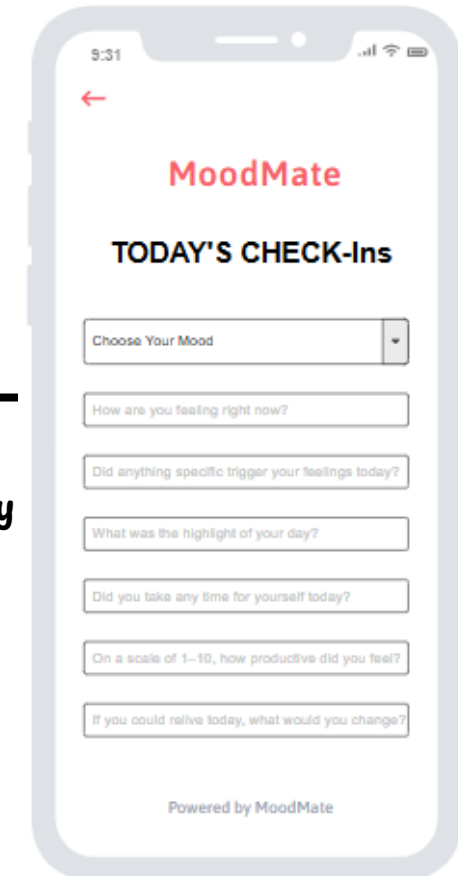 9:31
MoodMate
TODAY'S CHECK-Ins
Choose Your Mood
How are you feeling right now?
Did anything specific trigger your feelings today?
y
What was the highlight of your day?
Did you take any time for yourself today?
On a scale of 1–10, how productive did you feel?
If you could relive today, what would you change?
Powered by MoodMate